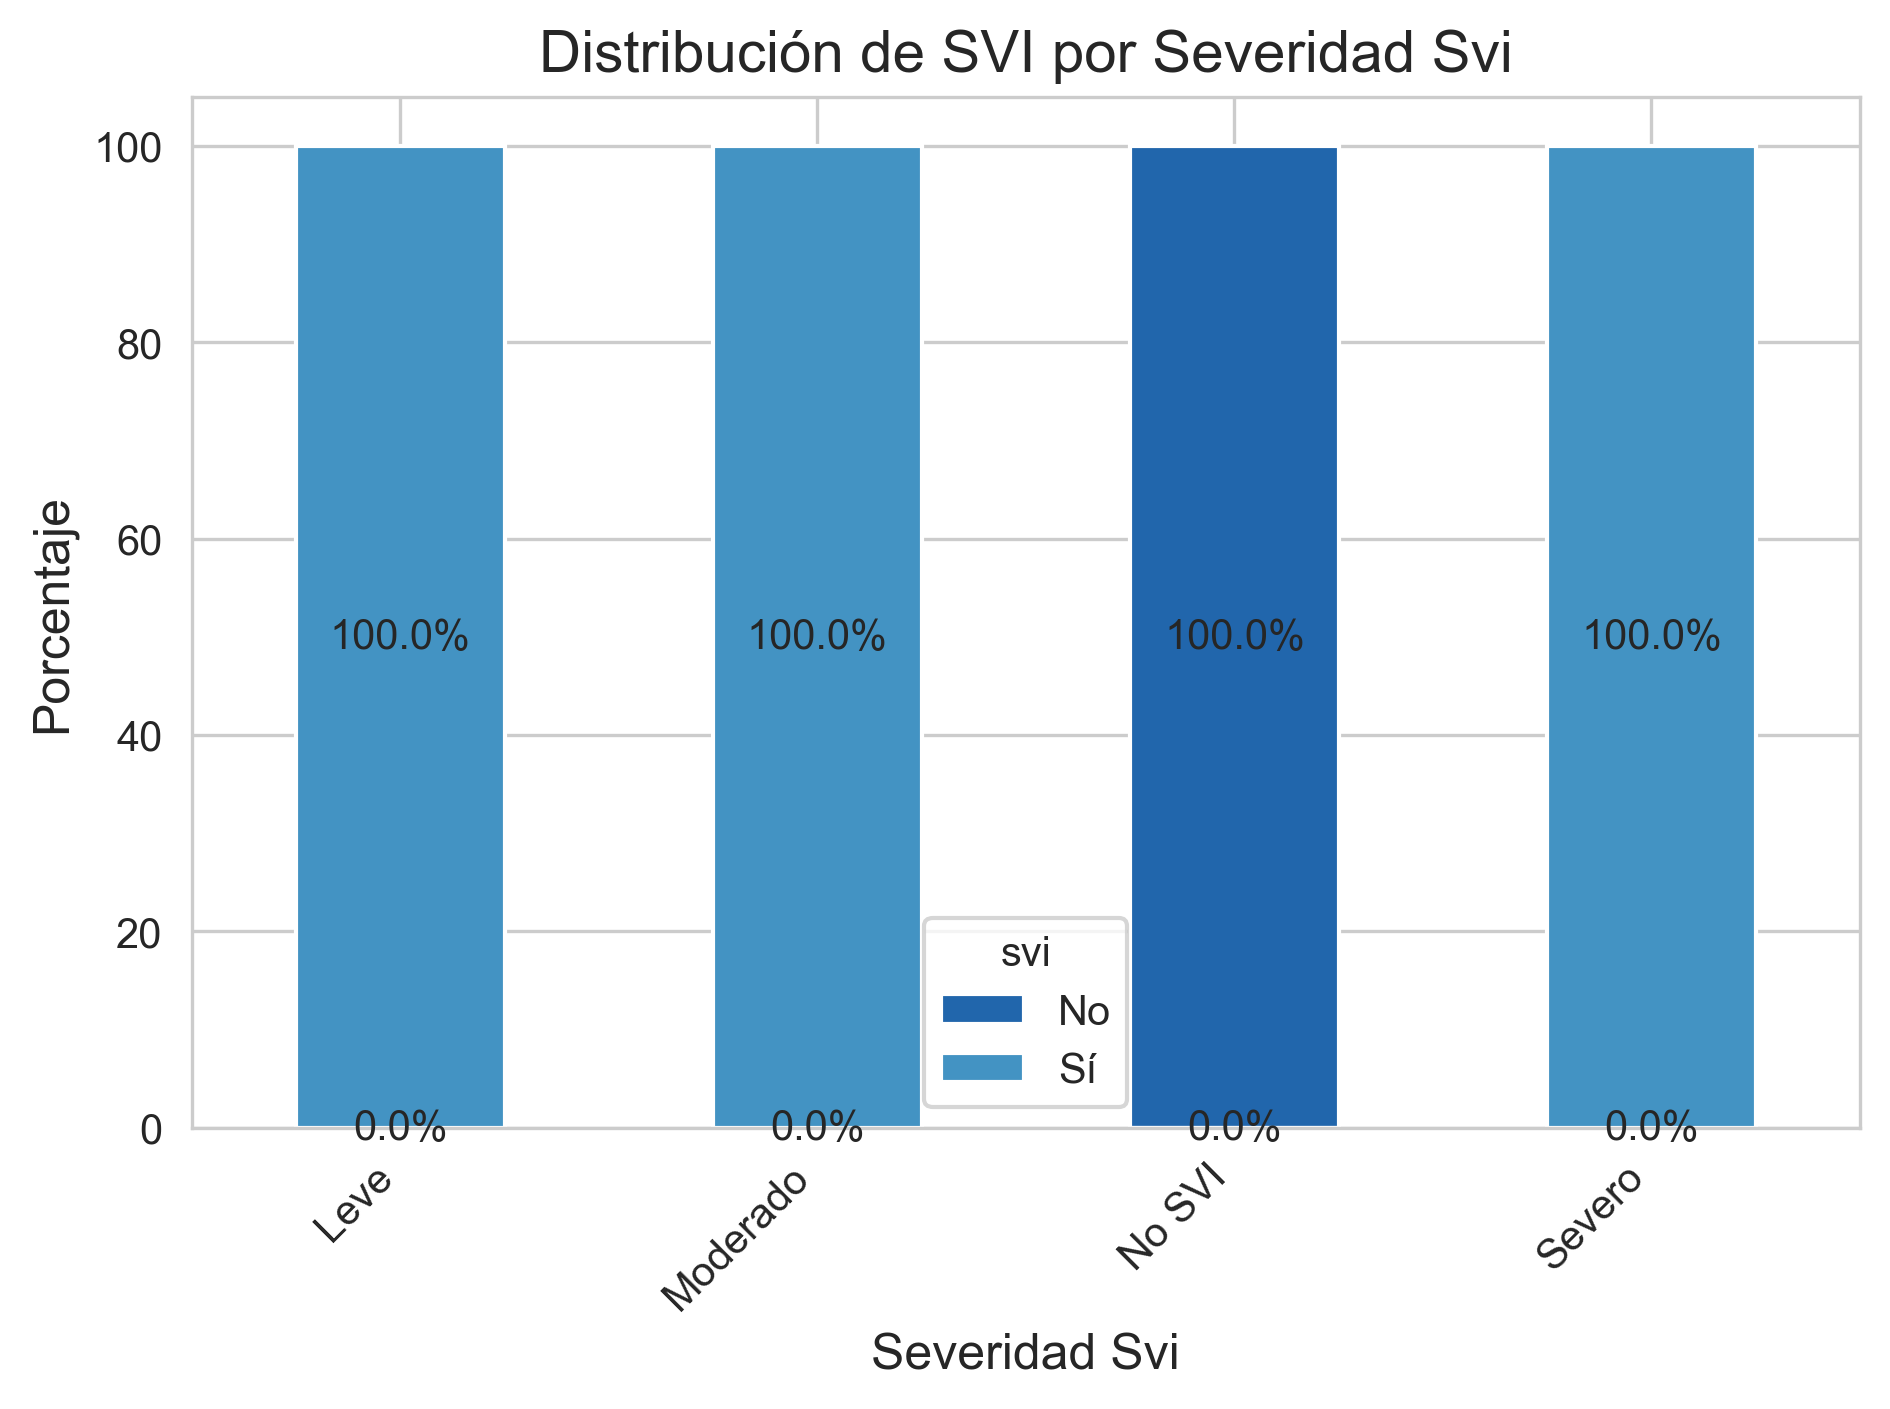 Distribución de SVI por Severidad Svi
Porcentaje
100
80
60
40
20
0
100.0%
100.0%
100.0%
100.0%
0.0%
0.0%
0.0%
0.0%
svi
No
Sí
Leve
Moderado
No SVI
Severo
Severidad Svi